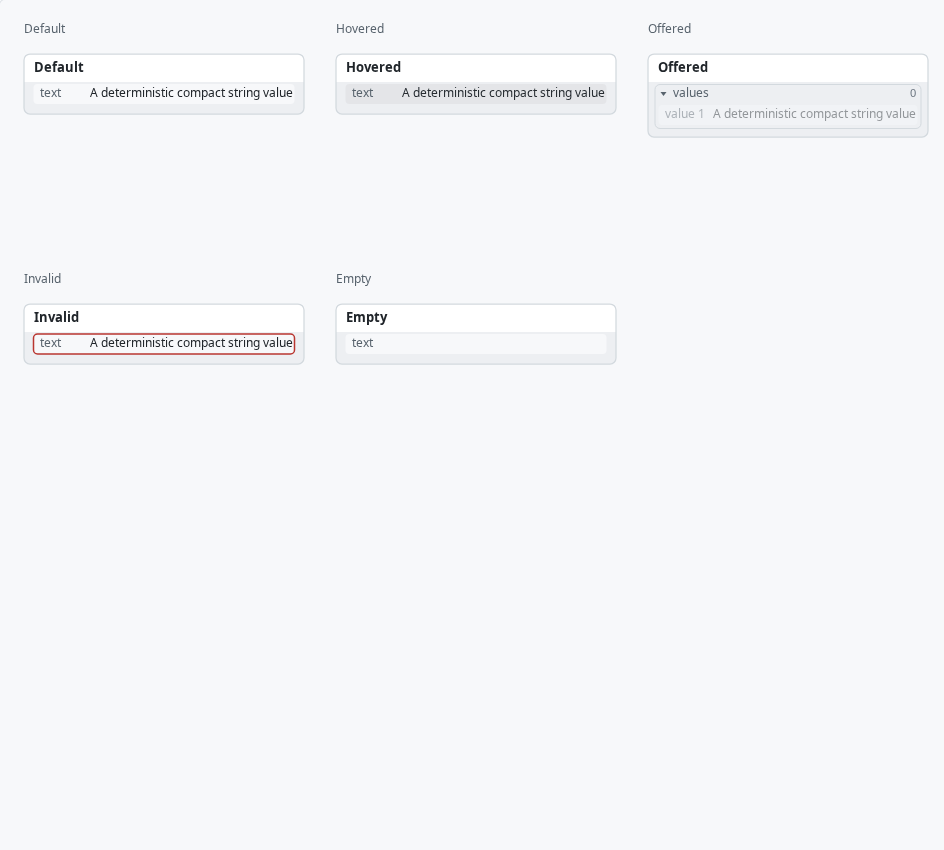 Default
Hovered
Offered
Default
text A deterministic compact string value
Hovered
text A deterministic compact string value
Offered
values 0
value 1 A deterministic compact string value
Invalid
Empty
Invalid
text A deterministic compact string value
Empty
text